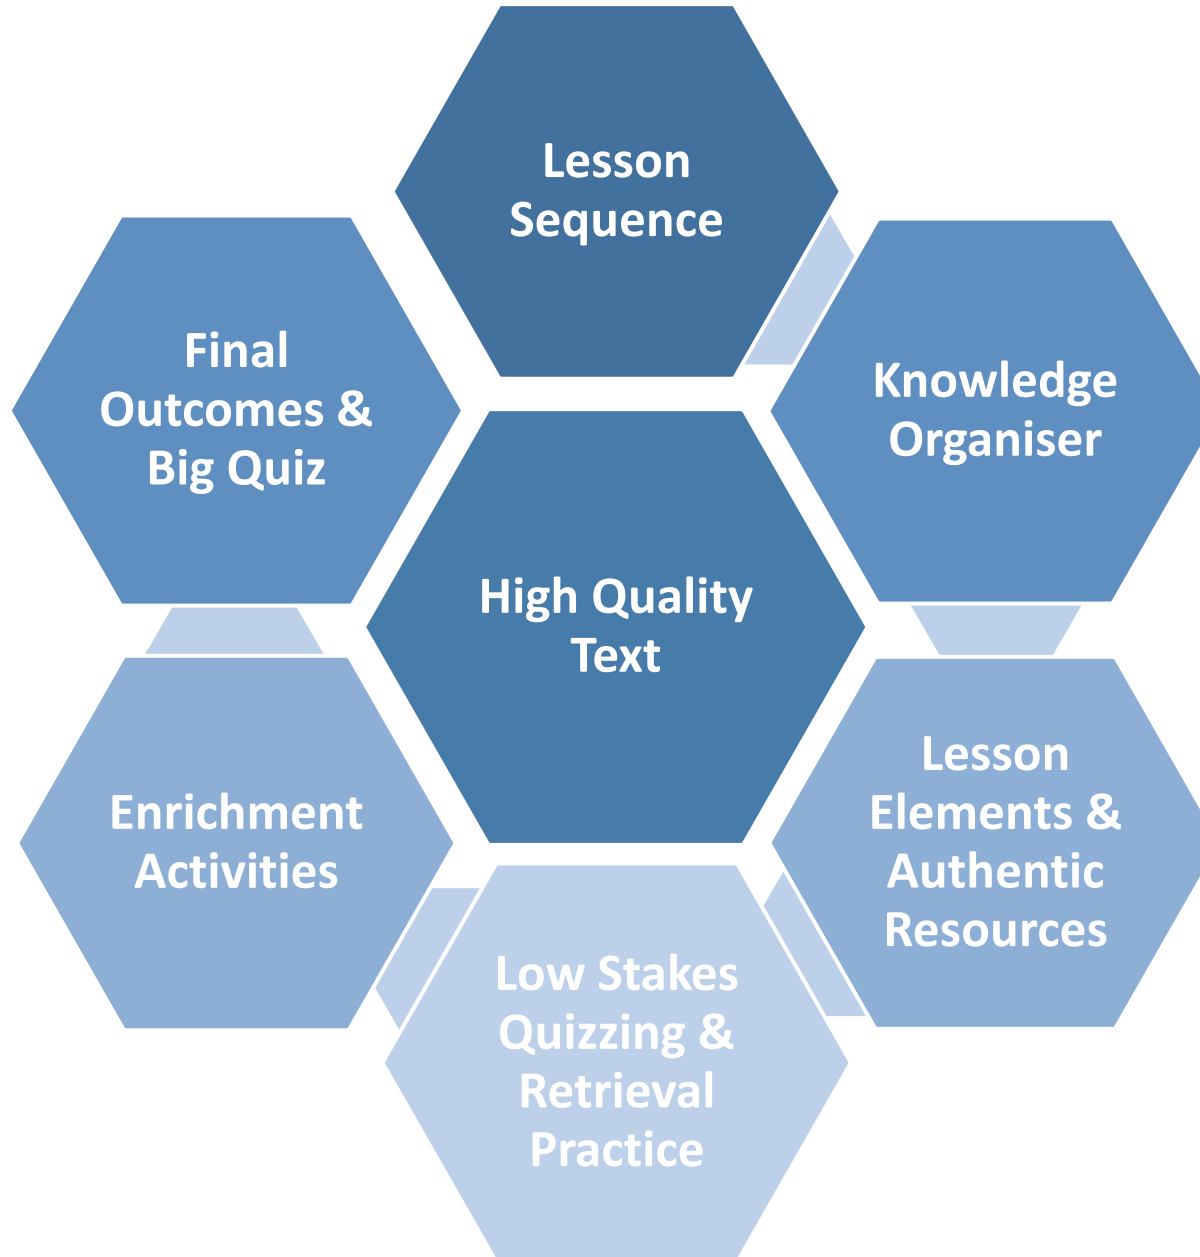 Lesson
Sequence
Knowledge
Organiser
Lesson
Elements &
Authentic
Resources
Low Stakes
Quizzing &
Retrieval
Practice
Enrichment
Activities
Final
Outcomes &
Big Quiz
High Quality
Text